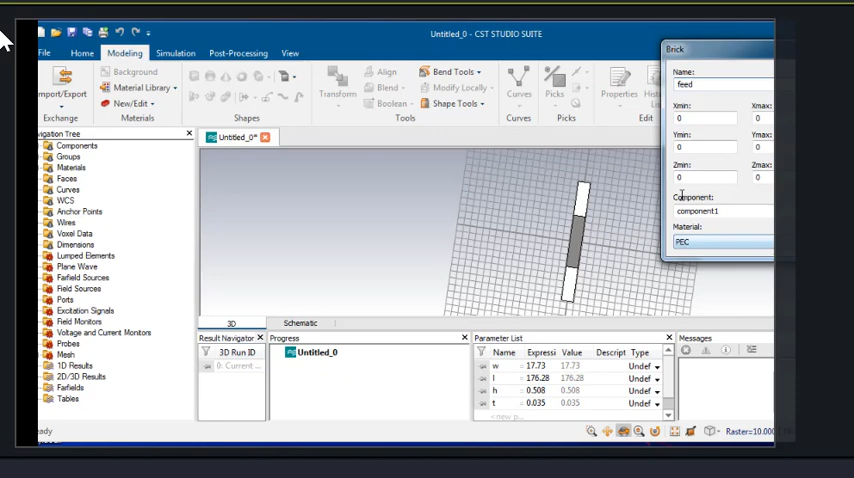 Untitled_0 - CST STUDIO SUITE
File Home Modeling Simulation Post-Processing View
Import/Export
Exchange
Background
Material Library
New/Edit
Materials
Shapes
Transform
Align
Blend
Boolean
Bend Tools
Modify Locally
Shape Tools
Tools
Curves
Curves
Picks
Picks
Properties
Edit
Brick
Name:
feed
Xmin: Xmax:
0 0
Ymin: Ymax:
0 0
Zmin: Zmax:
0 0
Component:
component1
Material:
PEC
vigation Tree
Untitled_0*
Components
Groups
Materials
Faces
Curves
WCS
Anchor Points
Wires
Voxel Data
Dimensions
Lumped Elements
Plane Wave
Farfield Sources
Field Sources
Ports
Excitation Signals
Field Monitors
Voltage and Current Monitors
Probes
Mesh
1D Results
2D/3D Results
Farfields
Tables
3D Schematic
Result Navigator
3D Run ID
0: Current ...
Progress
Untitled_0
Parameter List
Name Expressi Value Descript Type
w = 17.73 17.73 Undef
l = 176.28 176.28 Undef
h = 0.508 0.508 Undef
t = 0.035 0.035 Undef
<new p...
Messages
eady
Raster=10.000